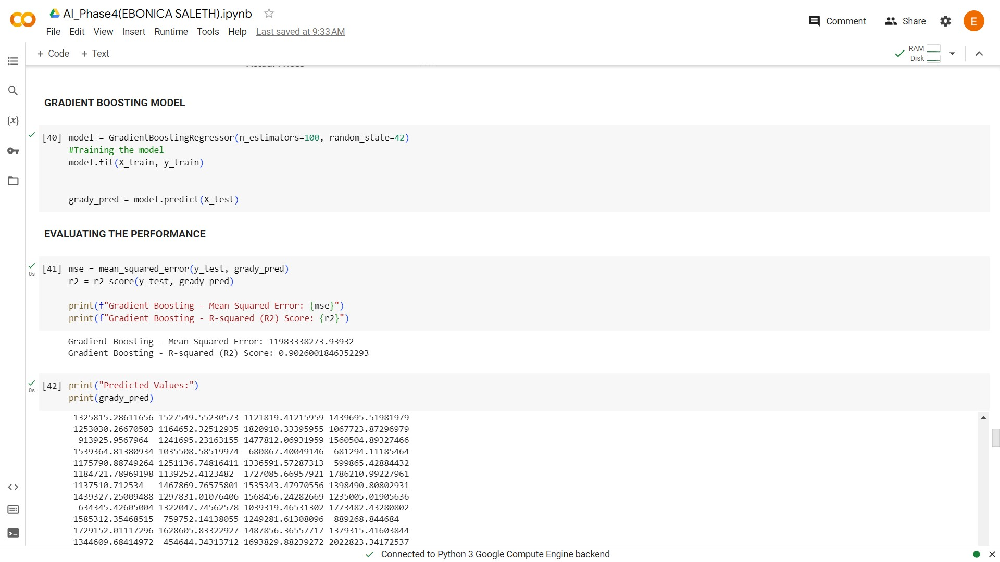 AI_Phase4(EBONICA SALETH).ipynb
File Edit View Insert Runtime Tools Help Last saved at 9:33 AM
Comment Share E
+ Code + Text
RAM
Disk
Actual Prices
GRADIENT BOOSTING MODEL
{x}
[40] model = GradientBoostingRegressor(n_estimators=100, random_state=42)
#Training the model
model.fit(X_train, y_train)
grady_pred = model.predict(X_test)
EVALUATING THE PERFORMANCE
[41] mse = mean_squared_error(y_test, grady_pred)
0s
r2 = r2_score(y_test, grady_pred)
print(f"Gradient Boosting - Mean Squared Error: {mse}")
print(f"Gradient Boosting - R-squared (R2) Score: {r2}")
Gradient Boosting - Mean Squared Error: 11983338273.93932
Gradient Boosting - R-squared (R2) Score: 0.9026001846352293
[42] print("Predicted Values:")
0s
print(grady_pred)
1325815.28611656 1527549.55230573 1121819.41215959 1439695.51981979
1253030.26670503 1164652.32512935 1820910.33395955 1067723.87296979
913925.9567964 1241695.23163155 1477812.06931959 1560504.89327466
1539364.81380934 1035508.58519974 680867.40049146 681294.11185464
1175790.88749264 1251136.74816411 1336591.57287313 599865.42884432
1184721.78969198 1139252.4123482 1727085.66957921 1786210.99227961
1137510.712534 1467869.76575801 1535343.47970556 1398490.80802931
1439327.25009488 1297831.01076406 1568456.24282669 1235005.01905636
634345.42605004 1322047.74562578 1039319.46531302 1773482.43280802
1585312.35468515 759752.14138055 1249281.61308096 889268.844684
1729152.01117296 1628605.83322927 1487856.36557717 1379315.41603844
1344609.68414972 454644.34313712 1693829.88239272 2022823.34172537
Connected to Python 3 Google Compute Engine backend